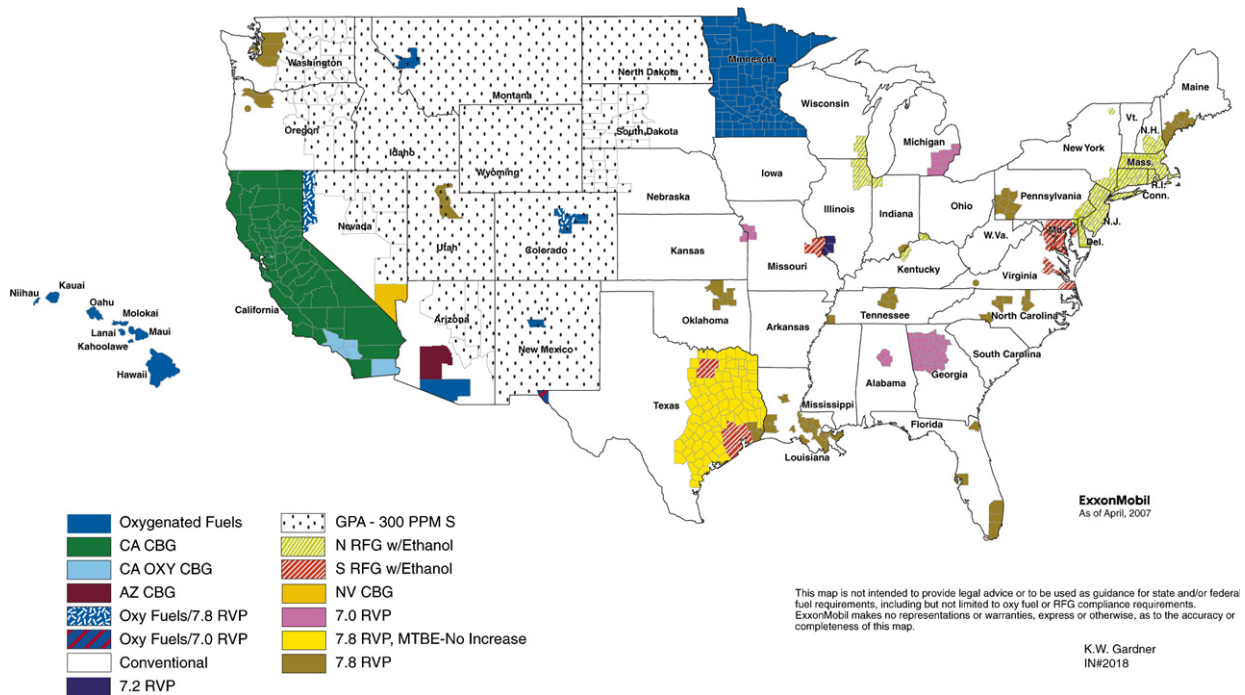 Washington
Montana
North Dakota
Minnesota
Oregon
Idaho
Wyoming
South Dakota
Wisconsin
Michigan
New York
Vt.
N.H.
Maine
Mass.
R.I.
Conn.
N.J.
Nebraska
Iowa
Illinois
Indiana
Ohio
Pennsylvania
Md.
Del.
W.Va.
Nevada
Utah
Colorado
Kansas
Missouri
Kentucky
Virginia
California
Arizona
New Mexico
Oklahoma
Arkansas
Tennessee
North Carolina
South Carolina
Texas
Louisiana
Mississippi
Alabama
Georgia
Florida
Niihau
Kauai
Oahu
Molokai
Lanai
Maui
Kahoolawe
Hawaii
ExxonMobil
As of April, 2007
Oxygenated Fuels
CA CBG
CA OXY CBG
AZ CBG
Oxy Fuels/7.8 RVP
Oxy Fuels/7.0 RVP
Conventional
7.2 RVP
GPA - 300 PPM S
N RFG w/Ethanol
S RFG w/Ethanol
NV CBG
7.0 RVP
7.8 RVP, MTBE-No Increase
7.8 RVP
This map is not intended to provide legal advice or to be used as guidance for state and/or federal
fuel requirements, including but not limited to oxy fuel or RFG compliance requirements.
ExxonMobil makes no representations or warranties, express or otherwise, as to the accuracy or
completeness of this map.
K.W. Gardner
IN#2018